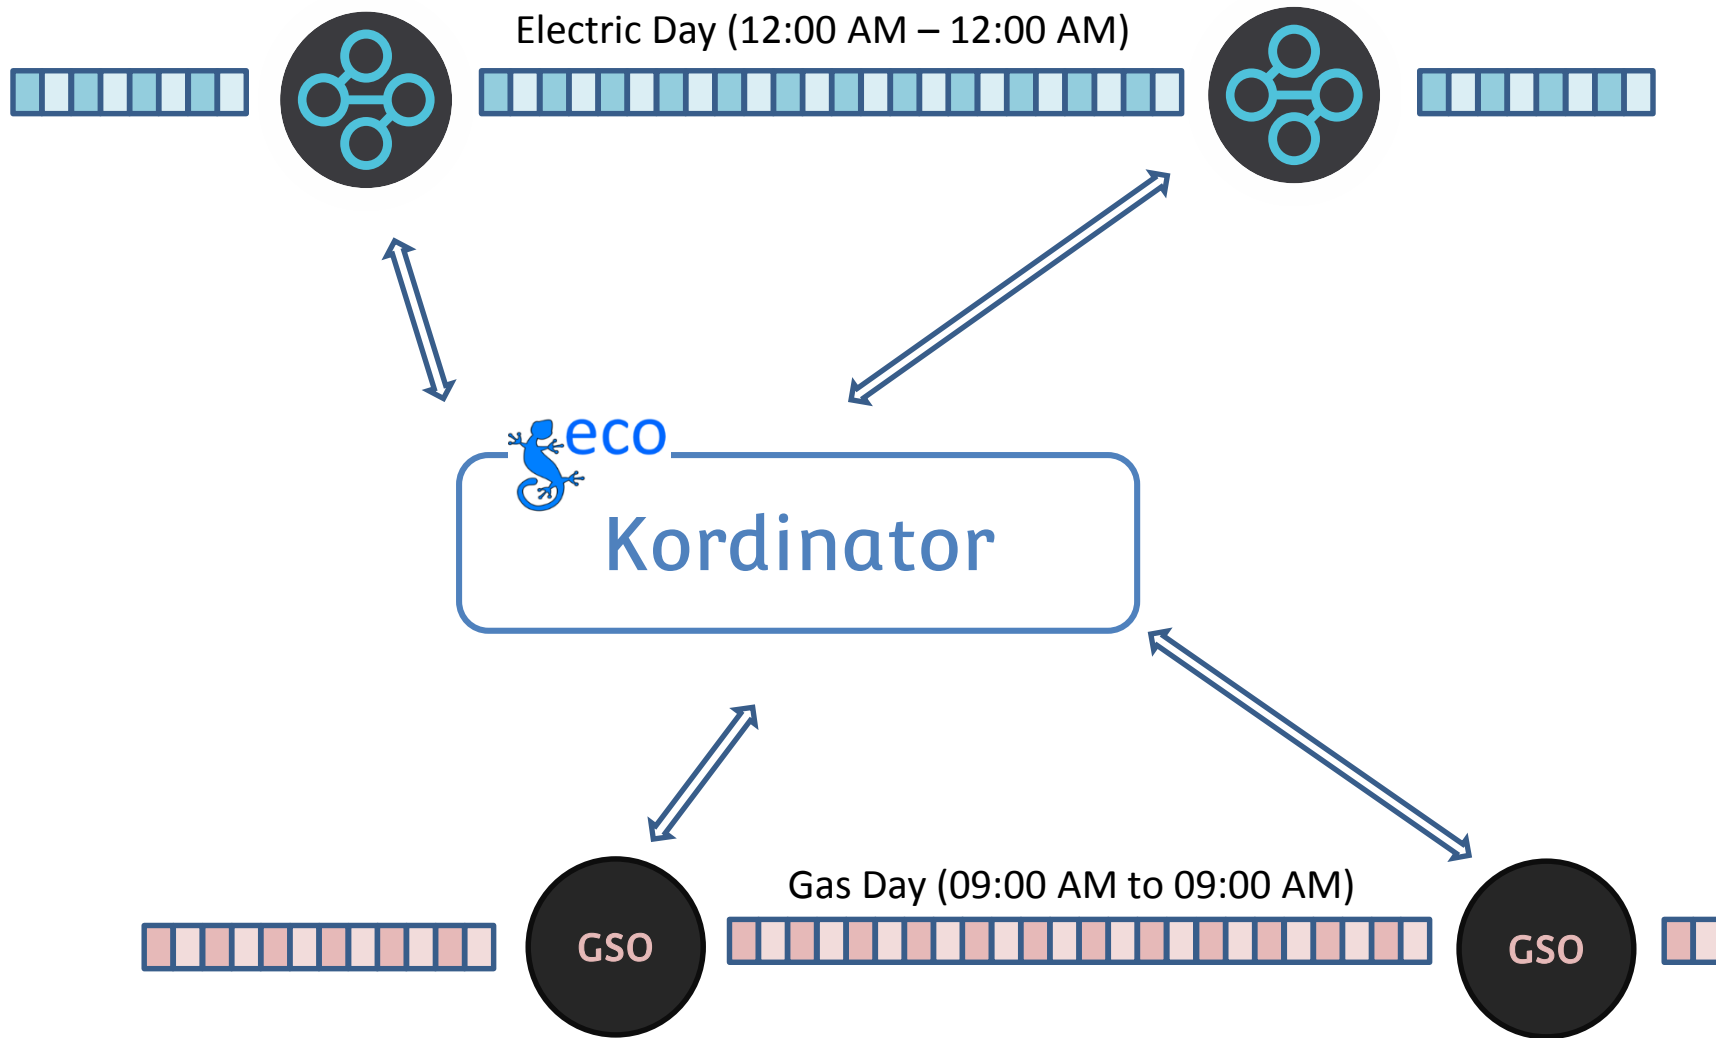 Electric Day (12:00 AM – 12:00 AM)
eco
Kordinator
Gas Day (09:00 AM to 09:00 AM)
GSO
GSO